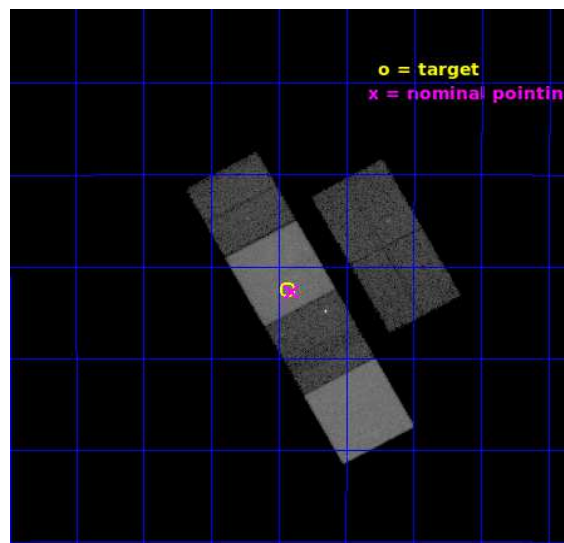 o = target
x = nominal pointin